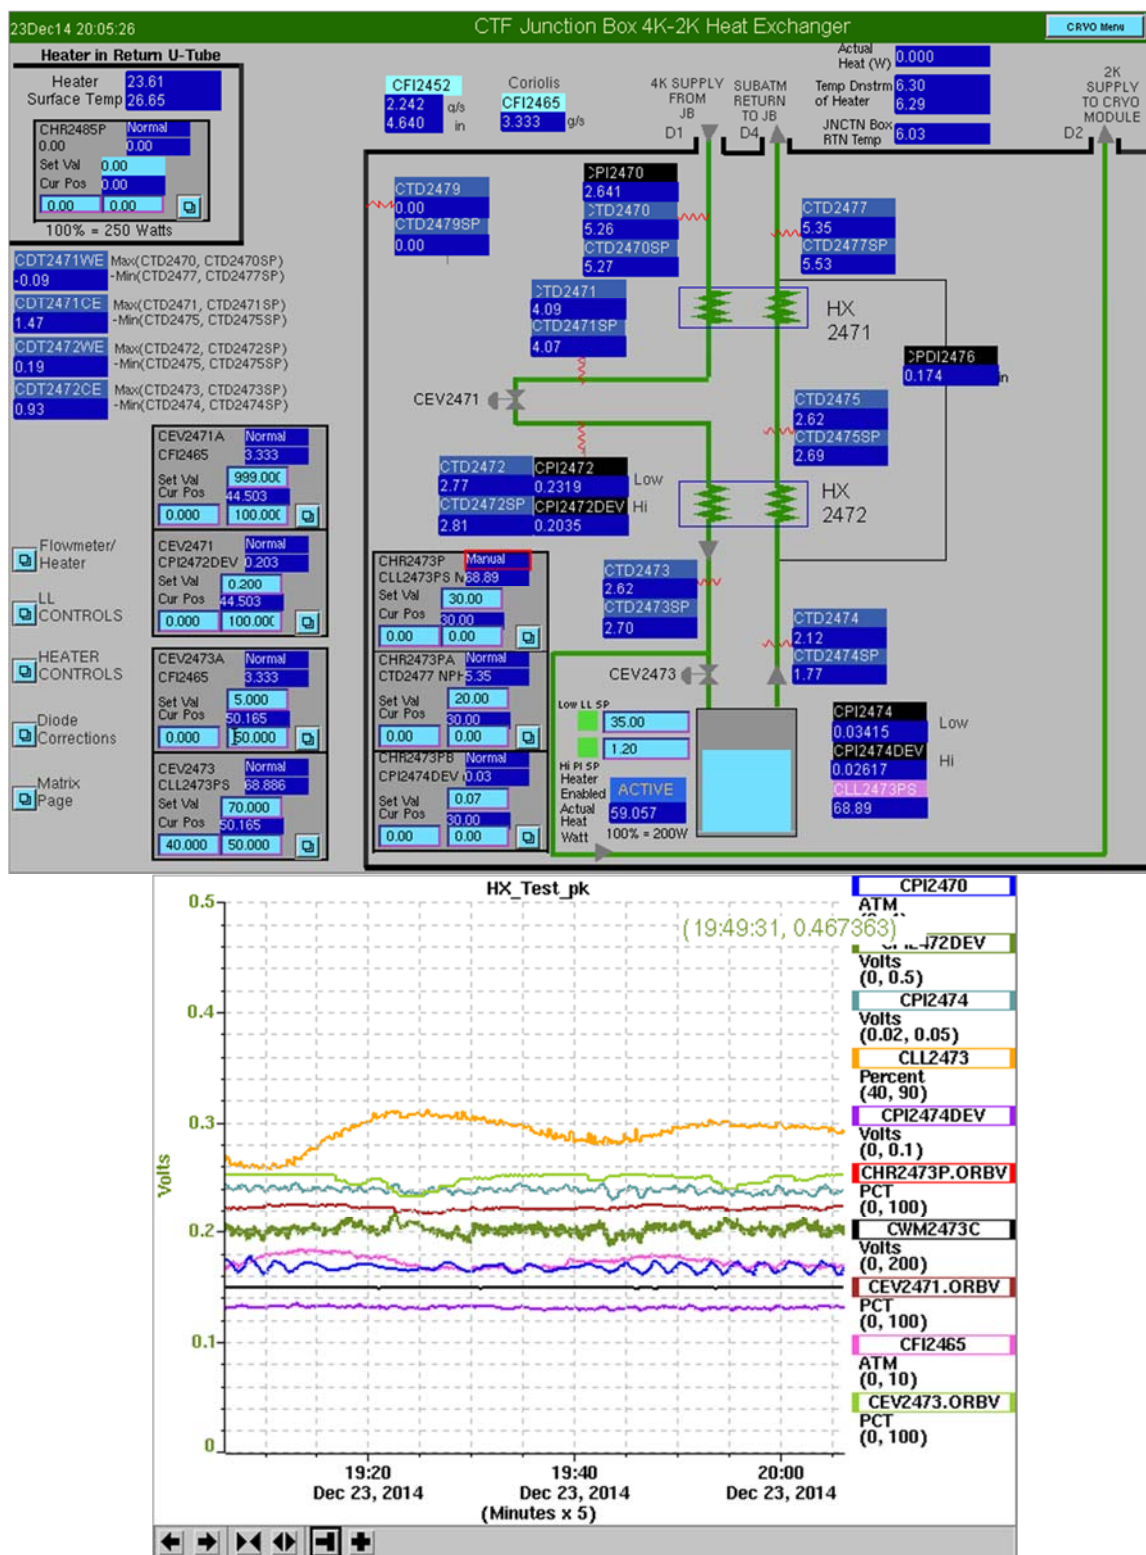 23Dec14 20:05:26
CTF Junction Box 4K-2K Heat Exchanger
CRYO Menu
Heater in Return U-Tube
Heater 23.61
Surface Temp 26.65
CHR2485P Normal
0.00 0.00
Set Val 0.00
Cur Pos 0.00
0.00 0.00
100% = 250 Watts
CFI2452
2.242 g/s
4.640 in
Coriolis
CFI2465
3.333 g/s
4K SUPPLY
FROM
JB
D1
SUBATM
RETURN
TO JB
D4
Actual
Heat (W) 0.000
Temp Dnstrm 6.30
of Heater 6.29
JNCTN Box
RTN Temp 6.03
2K
SUPPLY
TO CRYO
MODULE
D2
CDT2471WE Max(CTD2470, CTD2470SP)
-0.09 -Min(CTD2477, CTD2477SP)
CDT2471CE Max(CTD2471, CTD2471SP)
1.47 -Min(CTD2475, CTD2475SP)
CDT2472WE Max(CTD2472, CTD2472SP)
0.19 -Min(CTD2475, CTD2475SP)
CDT2472CE Max(CTD2473, CTD2473SP)
0.93 -Min(CTD2474, CTD2474SP)
CTD2479
0.00
CTD2479SP
0.00
CPI2470
2.641
CTD2470
5.26
CTD2470SP
5.27
CTD2477
5.35
CTD2477SP
5.53
CTD2471
4.09
CTD2471SP
4.07
HX
2471
CPDI2476
0.174 in
CEV2471
CTD2475
2.62
CTD2475SP
2.69
CTD2472 CPI2472
2.77 0.2319 Low
CTD2472SP CPI2472DEV Hi
2.81 0.2035
HX
2472
CEV2471A Normal
CFI2465 3.333
Set Val 999.000
Cur Pos 44.503
0.000 100.000
CEV2471 Normal
CPI2472DEV 0.203
Set Val 0.200
Cur Pos 44.503
0.000 100.000
CEV2473A Normal
CFI2465 3.333
Set Val 5.000
Cur Pos 50.165
0.000 50.000
CEV2473 Normal
CLL2473PS 68.886
Set Val 70.000
Cur Pos 50.165
40.000 50.000
Flowmeter/
Heater
LL
CONTROLS
HEATER
CONTROLS
Diode
Corrections
Matrix
Page
CHR2473P Manual
CLL2473PS N 68.89
Set Val 30.00
Cur Pos 30.00
0.00 0.00
CHR2473PA Normal
CTD2477 NPH 5.35
Set Val 20.00
Cur Pos 30.00
0.00 0.00
CHR2473PB Normal
CPI2474DEV 0.03
Set Val 0.07
Cur Pos 30.00
0.00 0.00
CTD2473
2.62
CTD2473SP
2.70
CEV2473
CTD2474
2.12
CTD2474SP
1.77
Low LL SP
35.00
1.20
Hi PI SP
Heater
Enabled ACTIVE
Actual
Heat 59.057
Watt 100% = 200W
CPI2474
0.03415 Low
CPI2474DEV
0.02617 Hi
CLL2473PS
68.89
HX_Test_pk
(19:49:31, 0.467363)
0.5
0.4
0.3
0.2
0.1
0
Volts
19:20
Dec 23, 2014
19:40
Dec 23, 2014
20:00
Dec 23, 2014
(Minutes x 5)
CPI2470
ATM
CPI2472DEV
Volts
(0, 0.5)
CPI2474
Volts
(0.02, 0.05)
CLL2473
Percent
(40, 90)
CPI2474DEV
Volts
(0, 0.1)
CHR2473P.ORBV
PCT
(0, 100)
CWM2473C
Volts
(0, 200)
CEV2471.ORBV
PCT
(0, 100)
CFI2465
ATM
(0, 10)
CEV2473.ORBV
PCT
(0, 100)